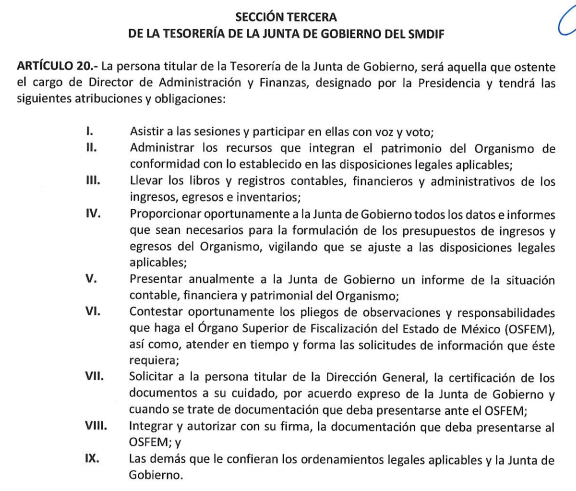 SECCIÓN TERCERA
DE LA TESORERÍA DE LA JUNTA DE GOBIERNO DEL SMDIF
ARTÍCULO 20.- La persona titular de la Tesorería de la Junta de Gobierno, será aquella que ostente
el cargo de Director de Administración y Finanzas, designado por la Presidencia y tendrá las
siguientes atribuciones y obligaciones:
I. Asistir a las sesiones y participar en ellas con voz y voto;
II. Administrar los recursos que integran el patrimonio del Organismo de
conformidad con lo establecido en las disposiciones legales aplicables;
III. Llevar los libros y registros contables, financieros y administrativos de los
ingresos, egresos e inventarios;
IV. Proporcionar oportunamente a la Junta de Gobierno todos los datos e informes
que sean necesarios para la formulación de los presupuestos de ingresos y
egresos del Organismo, vigilando que se ajuste a las disposiciones legales
aplicables;
V. Presentar anualmente a la Junta de Gobierno un informe de la situación
contable, financiera y patrimonial del Organismo;
VI. Contestar oportunamente los pliegos de observaciones y responsabilidades
que haga el Órgano Superior de Fiscalización del Estado de México (OSFEM),
así como, atender en tiempo y forma las solicitudes de información que éste
requiera;
VII. Solicitar a la persona titular de la Dirección General, la certificación de los
documentos a su cuidado, por acuerdo expreso de la Junta de Gobierno y
cuando se trate de documentación que deba presentarse ante el OSFEM;
VIII. Integrar y autorizar con su firma, la documentación que deba presentarse al
OSFEM; y
IX. Las demás que le confieran los ordenamientos legales aplicables y la Junta de
Gobierno.